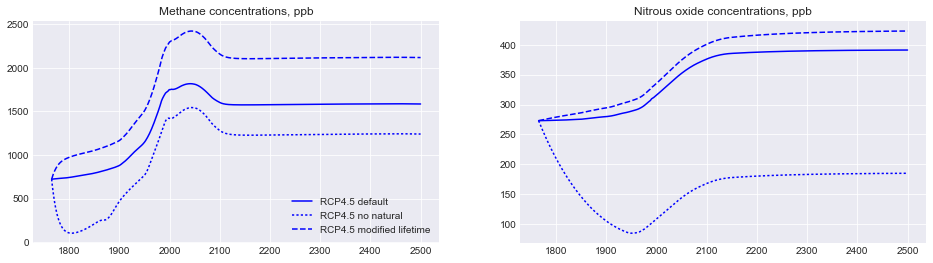 Methane concentrations, ppb
2500
2000
1500
1000
500
0
1800 1900 2000 2100 2200 2300 2400 2500
RCP4.5 default
RCP4.5 no natural
RCP4.5 modified lifetime
Nitrous oxide concentrations, ppb
400
350
300
250
200
150
100
1800 1900 2000 2100 2200 2300 2400 2500